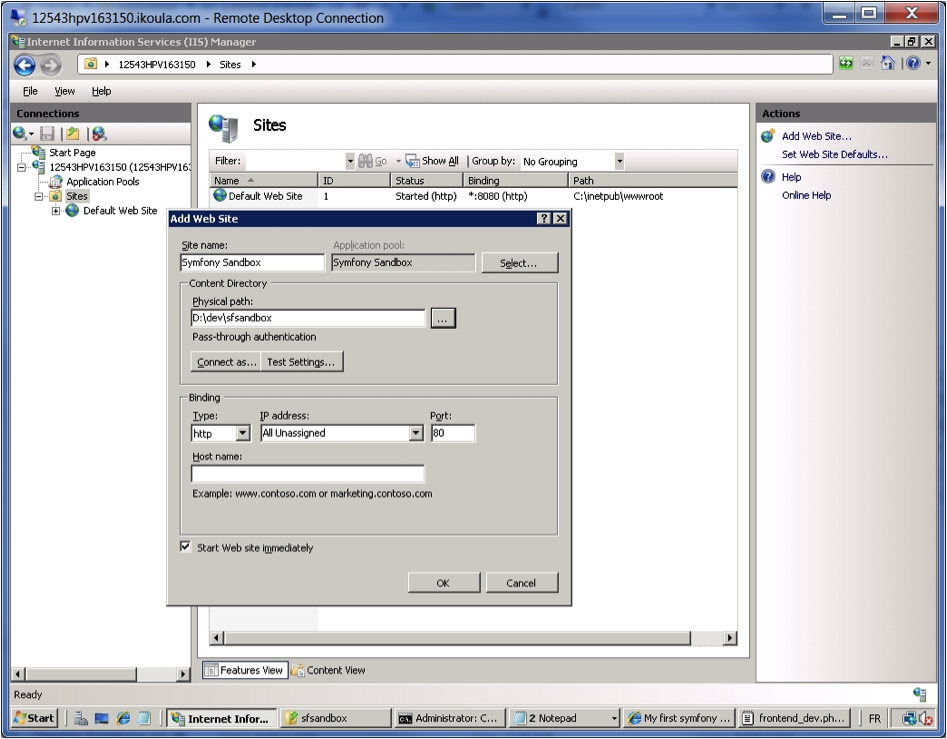 12543hpv163150.ikoula.com - Remote Desktop Connection
Internet Information Services (IIS) Manager
12543HPV163150 Sites
File View Help
Connections
Start Page
12543HPV163150 (12543HPV163
Application Pools
Sites
Default Web Site
Sites
Filter: Go Show All Group by: No Grouping
Name ID Status Binding Path
Default Web Site 1 Started (http) *:8080 (http) C:\inetpub\wwwroot
Actions
Add Web Site...
Set Web Site Defaults...
Help
Online Help
Add Web Site
Site name: Application pool:
Symfony Sandbox Symfony Sandbox Select...
Content Directory
Physical path:
D:\dev\sfsandbox ...
Pass-through authentication
Connect as... Test Settings...
Binding
Type: IP address: Port:
http All Unassigned 80
Host name:
Example: www.contoso.com or marketing.contoso.com
Start Web site immediately
OK Cancel
Features View Content View
Ready
Start Internet Infor... sfsandbox Administrator: C... 2 Notepad My first symfony ... frontend_dev.ph... FR